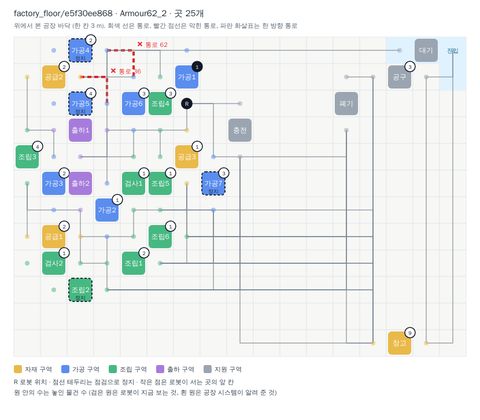 factory_floor/e5f30ee868 · Armour62_2 · 곳 25개
위에서 본 공장 바닥 (한 칸 3 m). 회색 선은 통로, 빨간 점선은 막힌 통로, 파란 화살표는 한 방향 통로
가공4 2
✕ 통로 62
대기
진입
가공2 2
✕ 통로 36
가공1 1
공구 3
가공5 4
가공6 3
조립4 3
R
폐기
출하1
충전
조립3 4
가공3 1
가공3 2
출하2
검사1 1
조립5 1
가공7 3
가공2 1
가공1 2
조립6 1
검사2 1
조립1 2
조립2
창고 9
자재 구역
가공 구역
조립 구역
출하 구역
지원 구역
R 로봇 위치 · 점선 테두리는 점검으로 정지 · 작은 점은 로봇이 서는 곳의 앞 칸
원 안의 수는 놓인 물건 수 (검은 원은 로봇이 지금 보는 것, 흰 원은 공장 시스템이 알려 준 것)